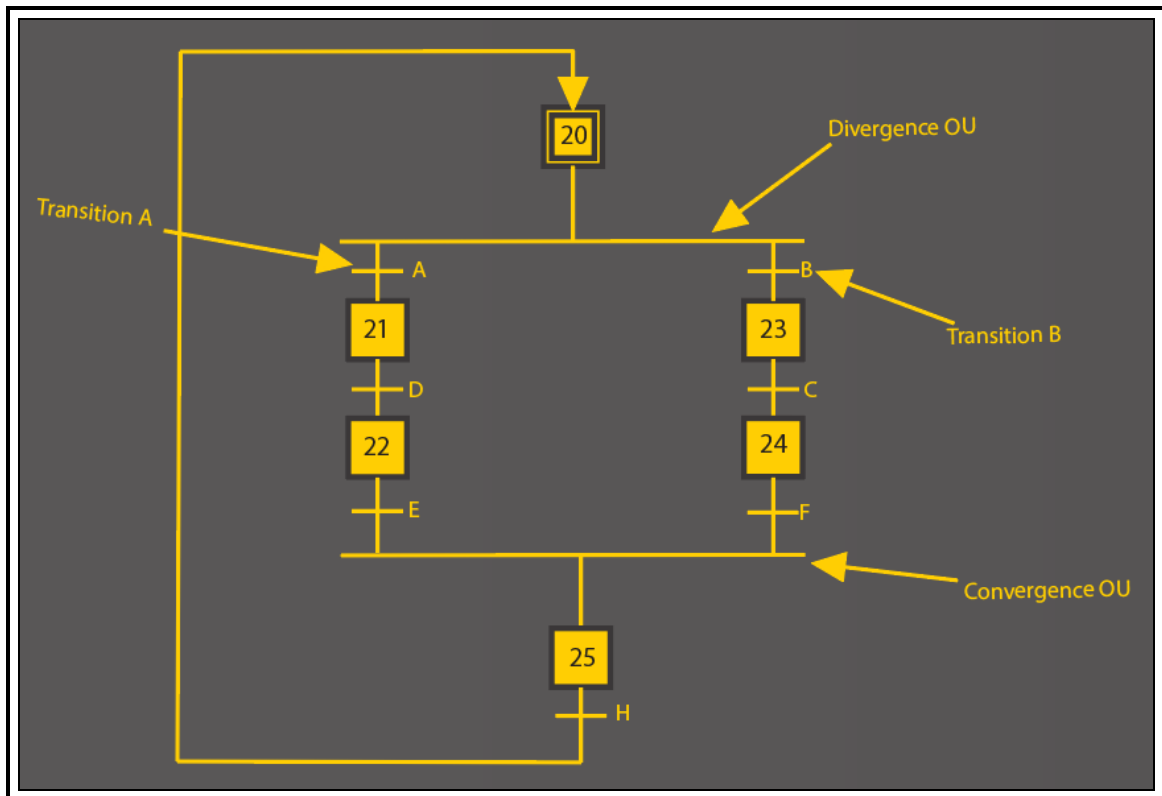 20
Divergence OU
Transition A
A
B
21
23
Transition B
D
C
22
24
E
F
Convergence OU
25
H